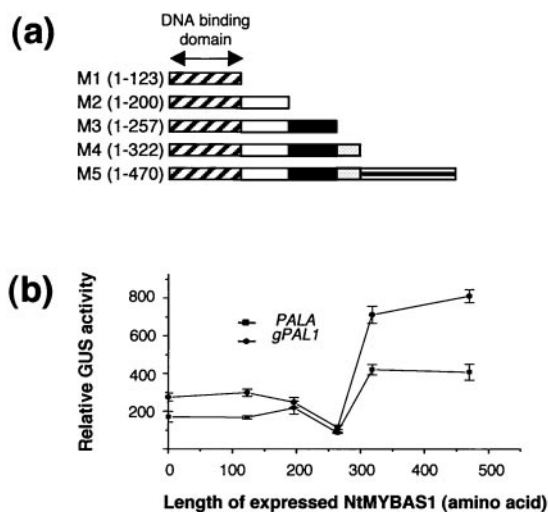 (a)
DNA binding
domain
M1 (1-123)
M2 (1-200)
M3 (1-257)
M4 (1-322)
M5 (1-470)
(b)
Relative GUS activity
800
600
400
200
PALA
gPAL1
0 100 200 300 400 500
Length of expressed NtMYBAS1 (amino acid)